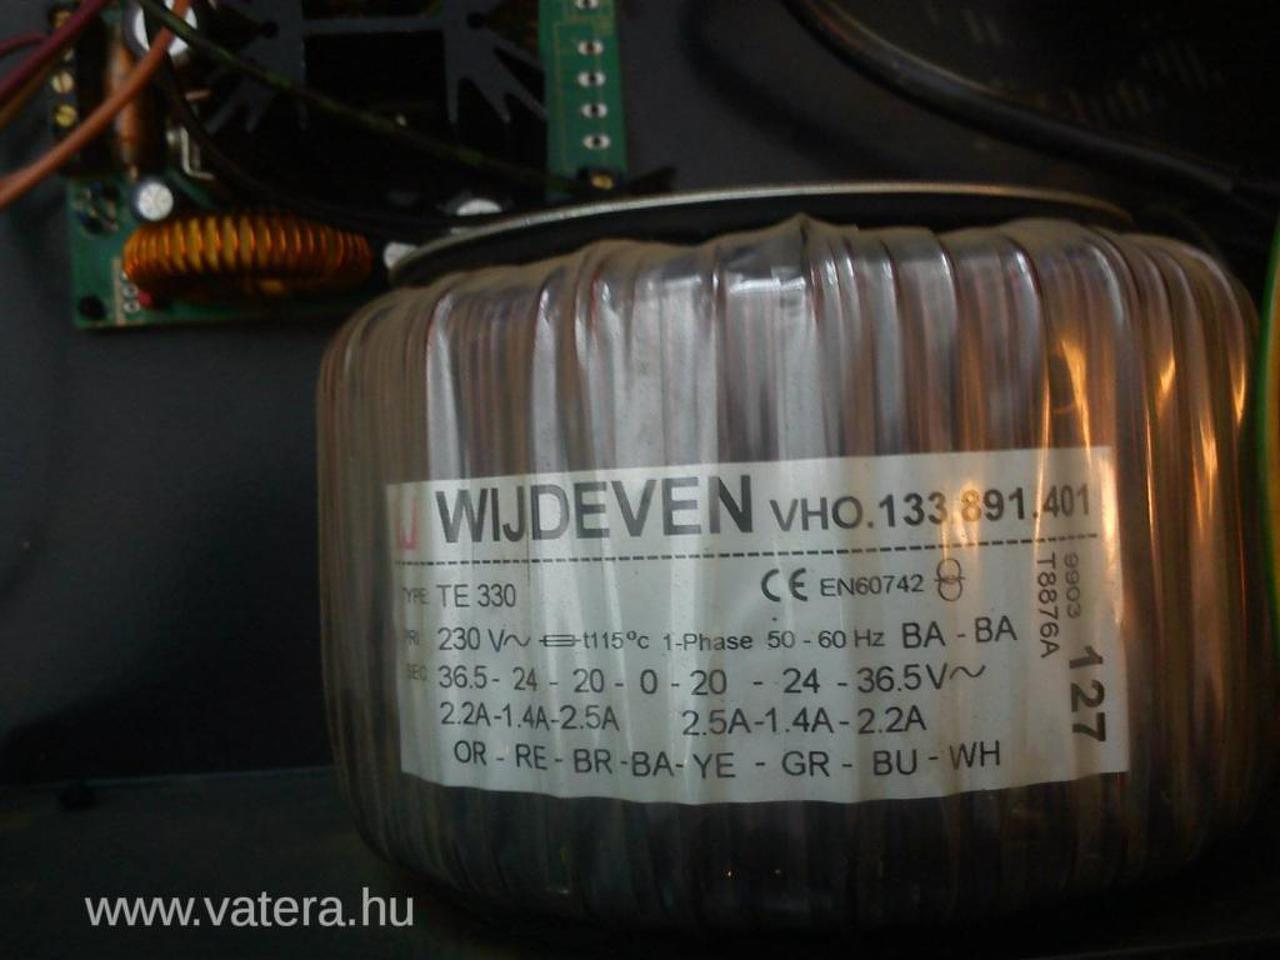 WIJDEVEN VHO.133.891.401
TYPE TE 330 CE EN60742
PRI 230 V~ t115ºc 1-Phase 50 - 60 Hz BA - BA
SEC 36.5 - 24 - 20 - 0 - 20 - 24 - 36.5V~
2.2A-1.4A-2.5A 2.5A-1.4A-2.2A
OR - RE - BR - BA - YE - GR - BU - WH
9903
T8876A
127
www.vatera.hu